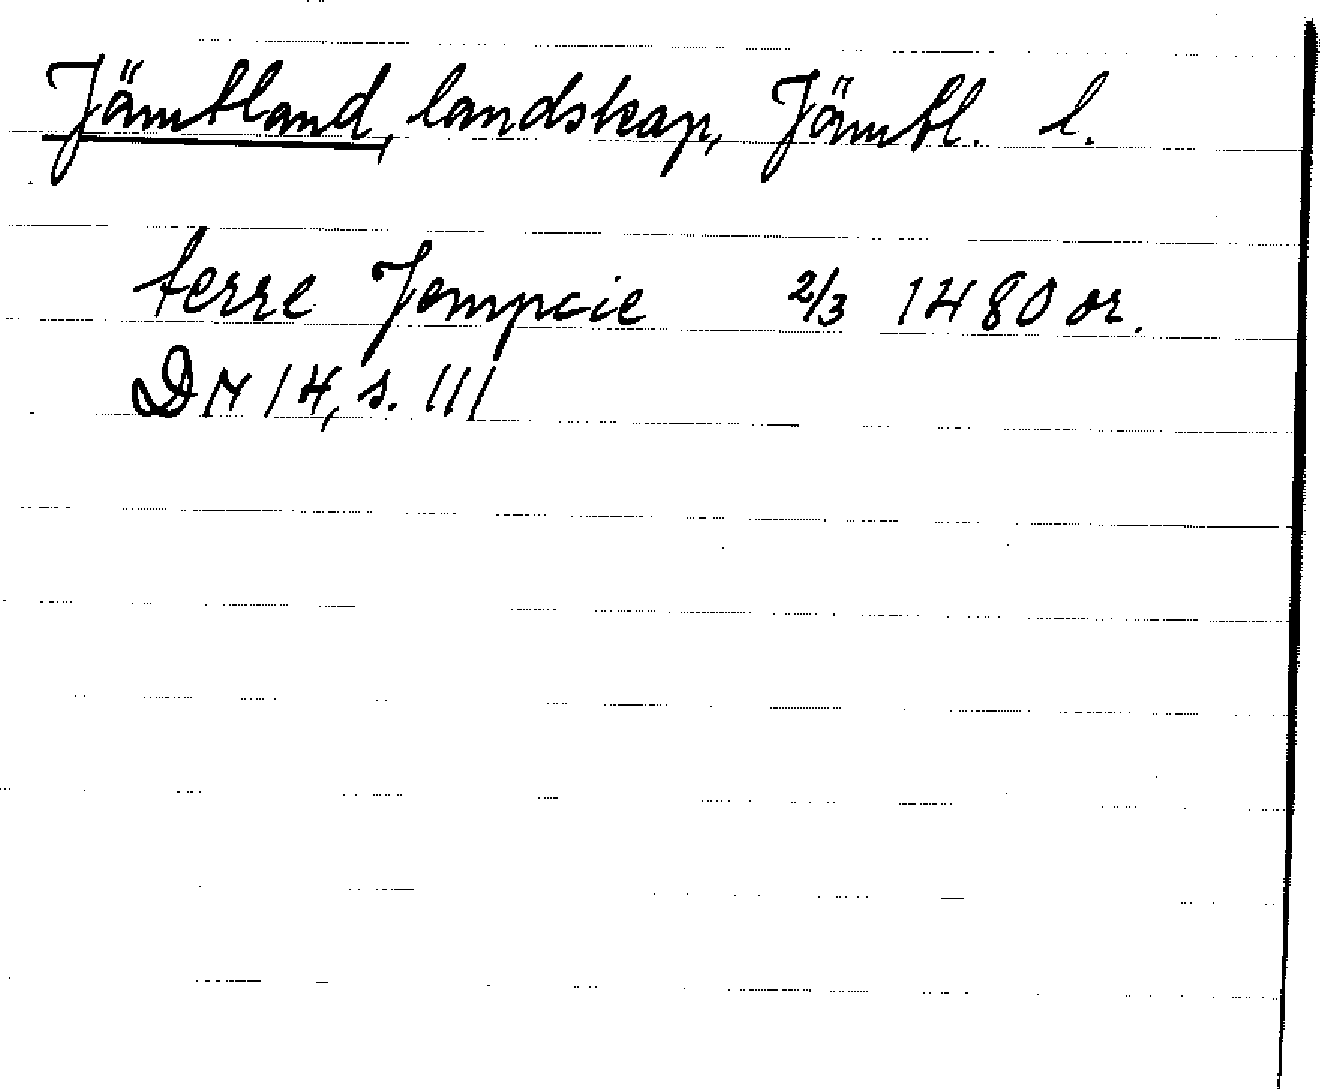 Jämtland, landskap, Jämtl. l.
terre Jempcie 2/3 1480 or.
DN 14, s. 111